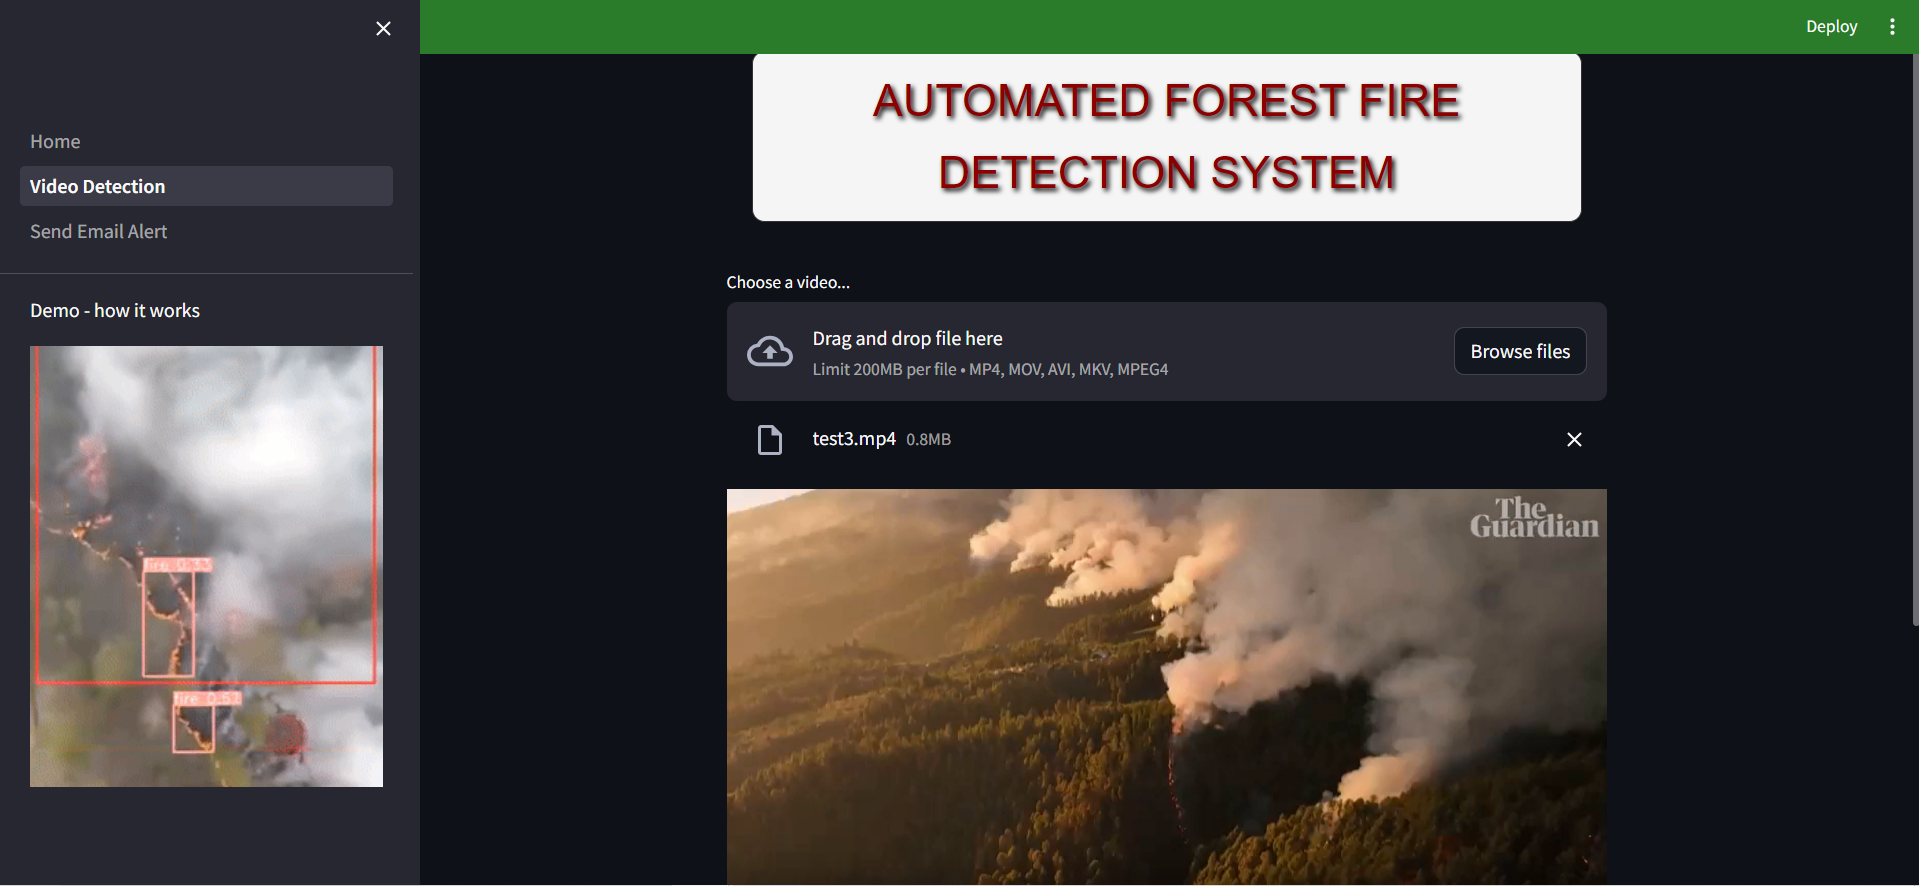 Deploy
Home
Video Detection
Send Email Alert
Demo - how it works
fire 0.33
fire 0.52
AUTOMATED FOREST FIRE
DETECTION SYSTEM
Choose a video...
Drag and drop file here
Limit 200MB per file • MP4, MOV, AVI, MKV, MPEG4
Browse files
test3.mp4 0.8MB
The
Guardian